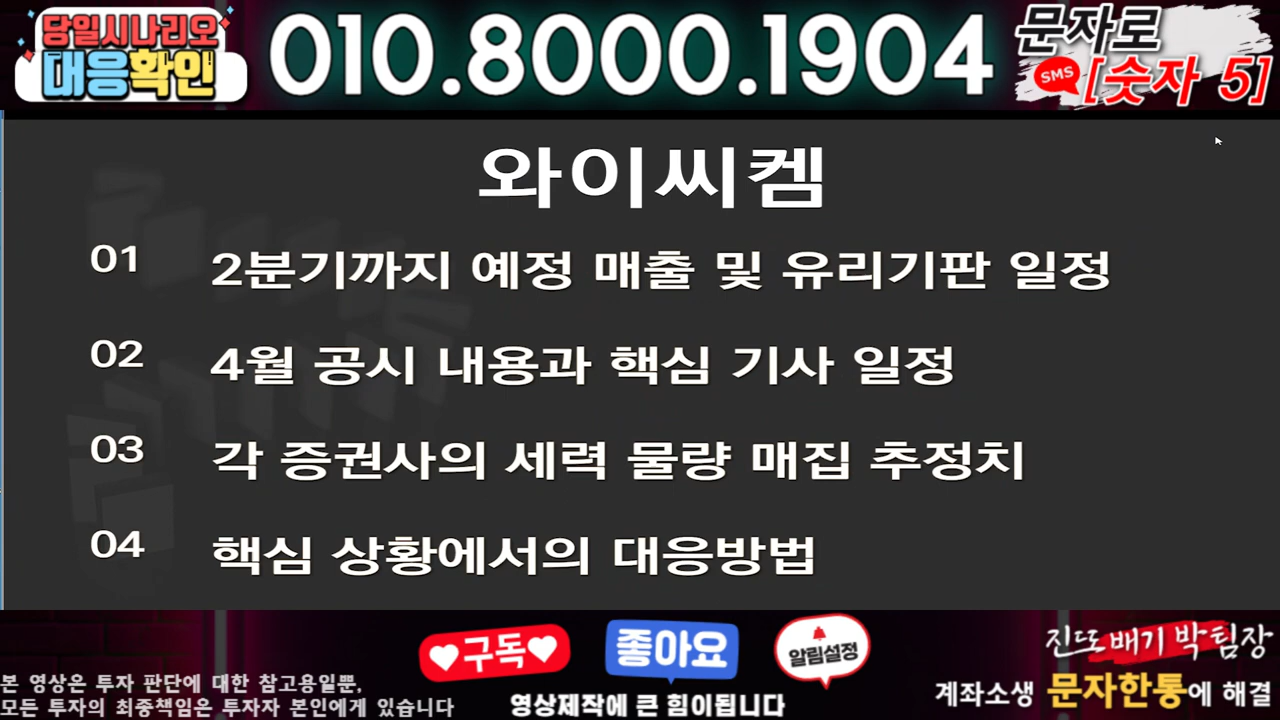 당일시나리오
대응확인
010.8000.1904
문자로
SMS
[숫자 5]
와이씨켐
01 2분기까지 예정 매출 및 유리기판 일정
02 4월 공시 내용과 핵심 기사 일정
03 각 증권사의 세력 물량 매집 추정치
04 핵심 상황에서의 대응방법
구독
좋아요
알림설정
영상제작에 큰 힘이됩니다
본 영상은 투자 판단에 대한 참고용일뿐,
모든 투자의 최종책임은 투자자 본인에게 있습니다
진또배기 박팀장
계좌소생 문자한통에 해결